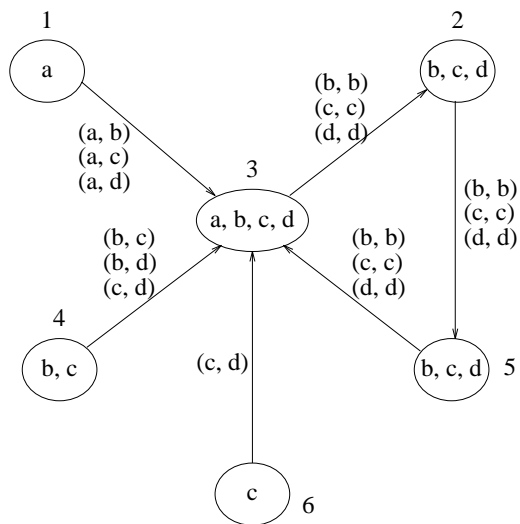 1
2
a
b, c, d
(b, b)
(c, c)
(d, d)
(a, b)
(a, c)
(a, d)
3
(b, b)
(c, c)
(d, d)
a, b, c, d
(b, c)
(b, d)
(c, d)
(b, b)
(c, c)
(d, d)
4
b, c
(c, d)
b, c, d
5
c
6